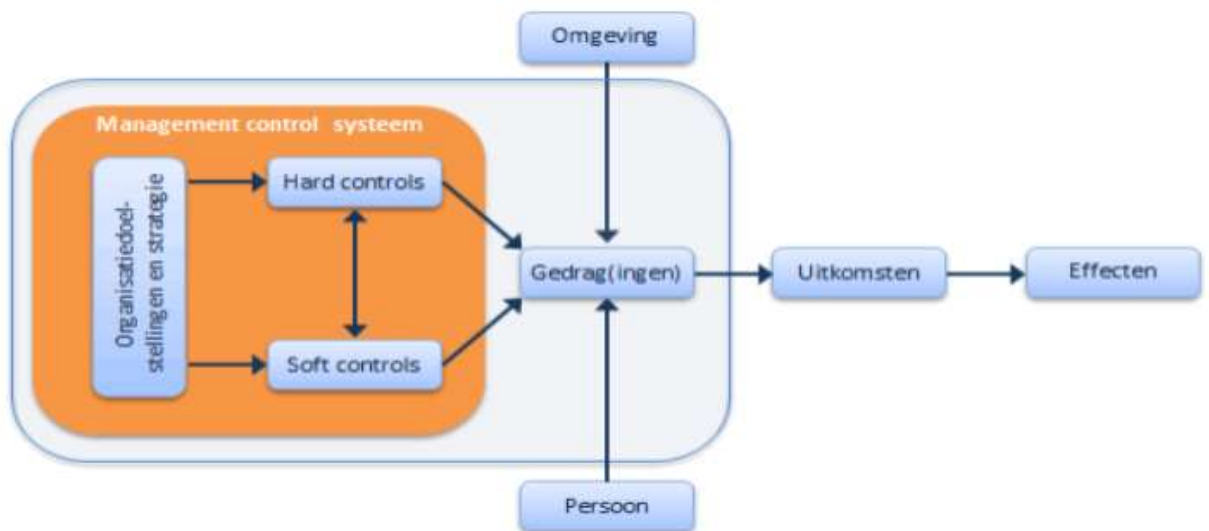 Omgeving
Management control systeem
Organisatiedoel-
stellingen en strategie
Hard controls
Soft controls
Gedrag(ingen)
Uitkomsten
Effecten
Persoon